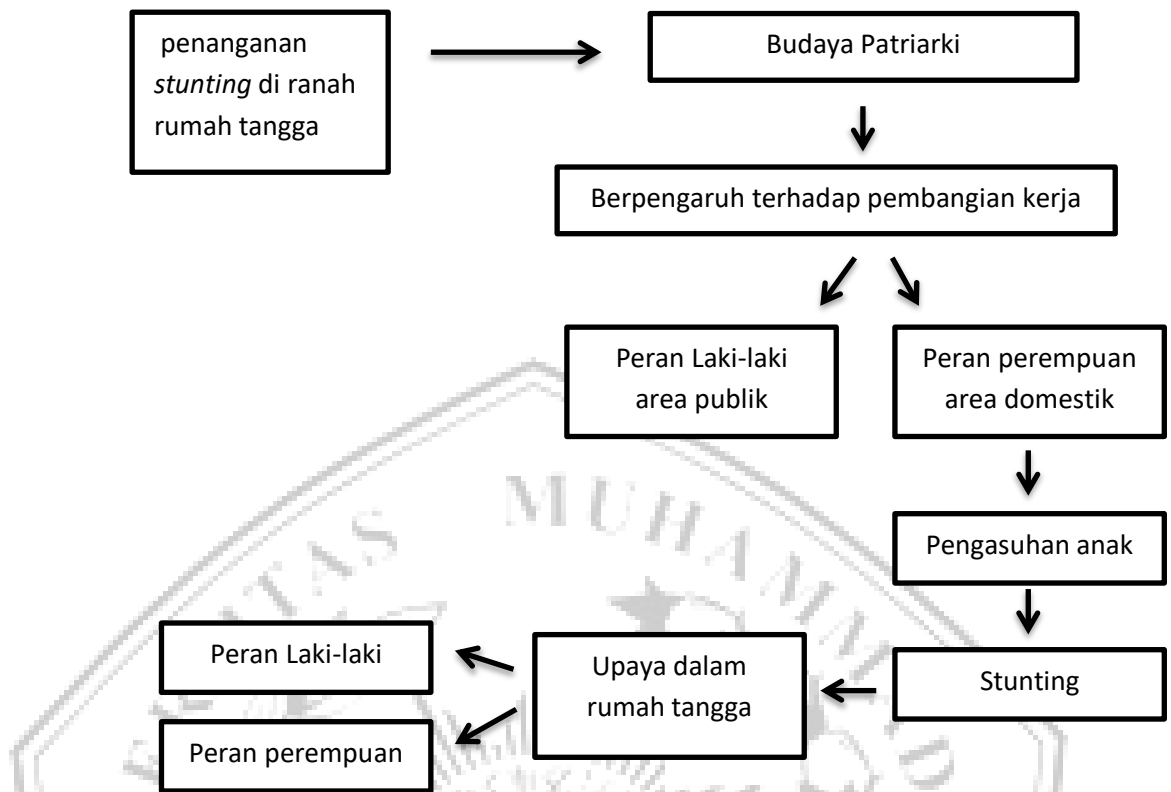 penanganan
stunting di ranah
rumah tangga
Budaya Patriarki
Berpengaruh terhadap pembangian kerja
Peran Laki-laki
area publik
Peran perempuan
area domestik
Pengasuhan anak
Stunting
Upaya dalam
rumah tangga
Peran Laki-laki
Peran perempuan
MUHAMM